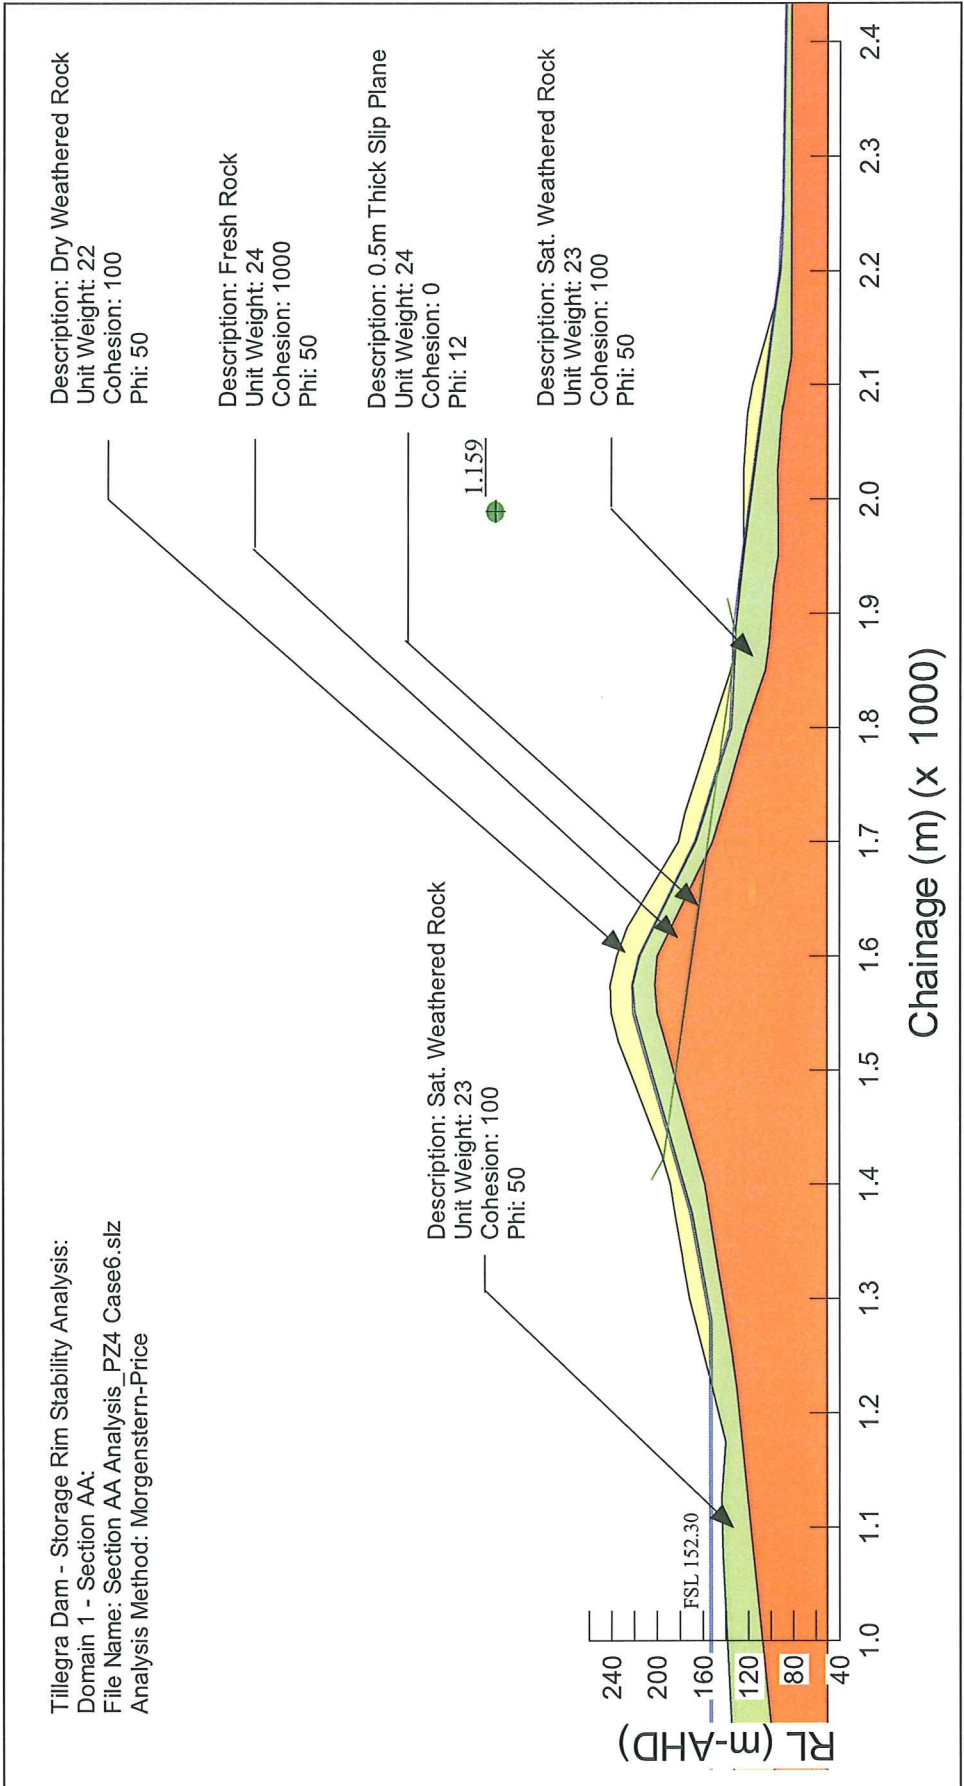 Tillegra Dam - Storage Rim Stability Analysis:
Domain 1 - Section AA:
File Name: Section AA Analysis_PZ4 Case6.slz
Analysis Method: Morgenstern-Price
Description: Dry Weathered Rock
Unit Weight: 22
Cohesion: 100
Phi: 50
Description: Fresh Rock
Unit Weight: 24
Cohesion: 1000
Phi: 50
Description: 0.5m Thick Slip Plane
Unit Weight: 24
Cohesion: 0
Phi: 12
1.159
Description: Sat. Weathered Rock
Unit Weight: 23
Cohesion: 100
Phi: 50
Description: Sat. Weathered Rock
Unit Weight: 23
Cohesion: 100
Phi: 50
FSL 152.30
RL (m-AHD)
240
200
160
120
80
40
1.0
1.1
1.2
1.3
1.4
1.5
1.6
1.7
1.8
1.9
2.0
2.1
2.2
2.3
2.4
Chainage (m) (x 1000)